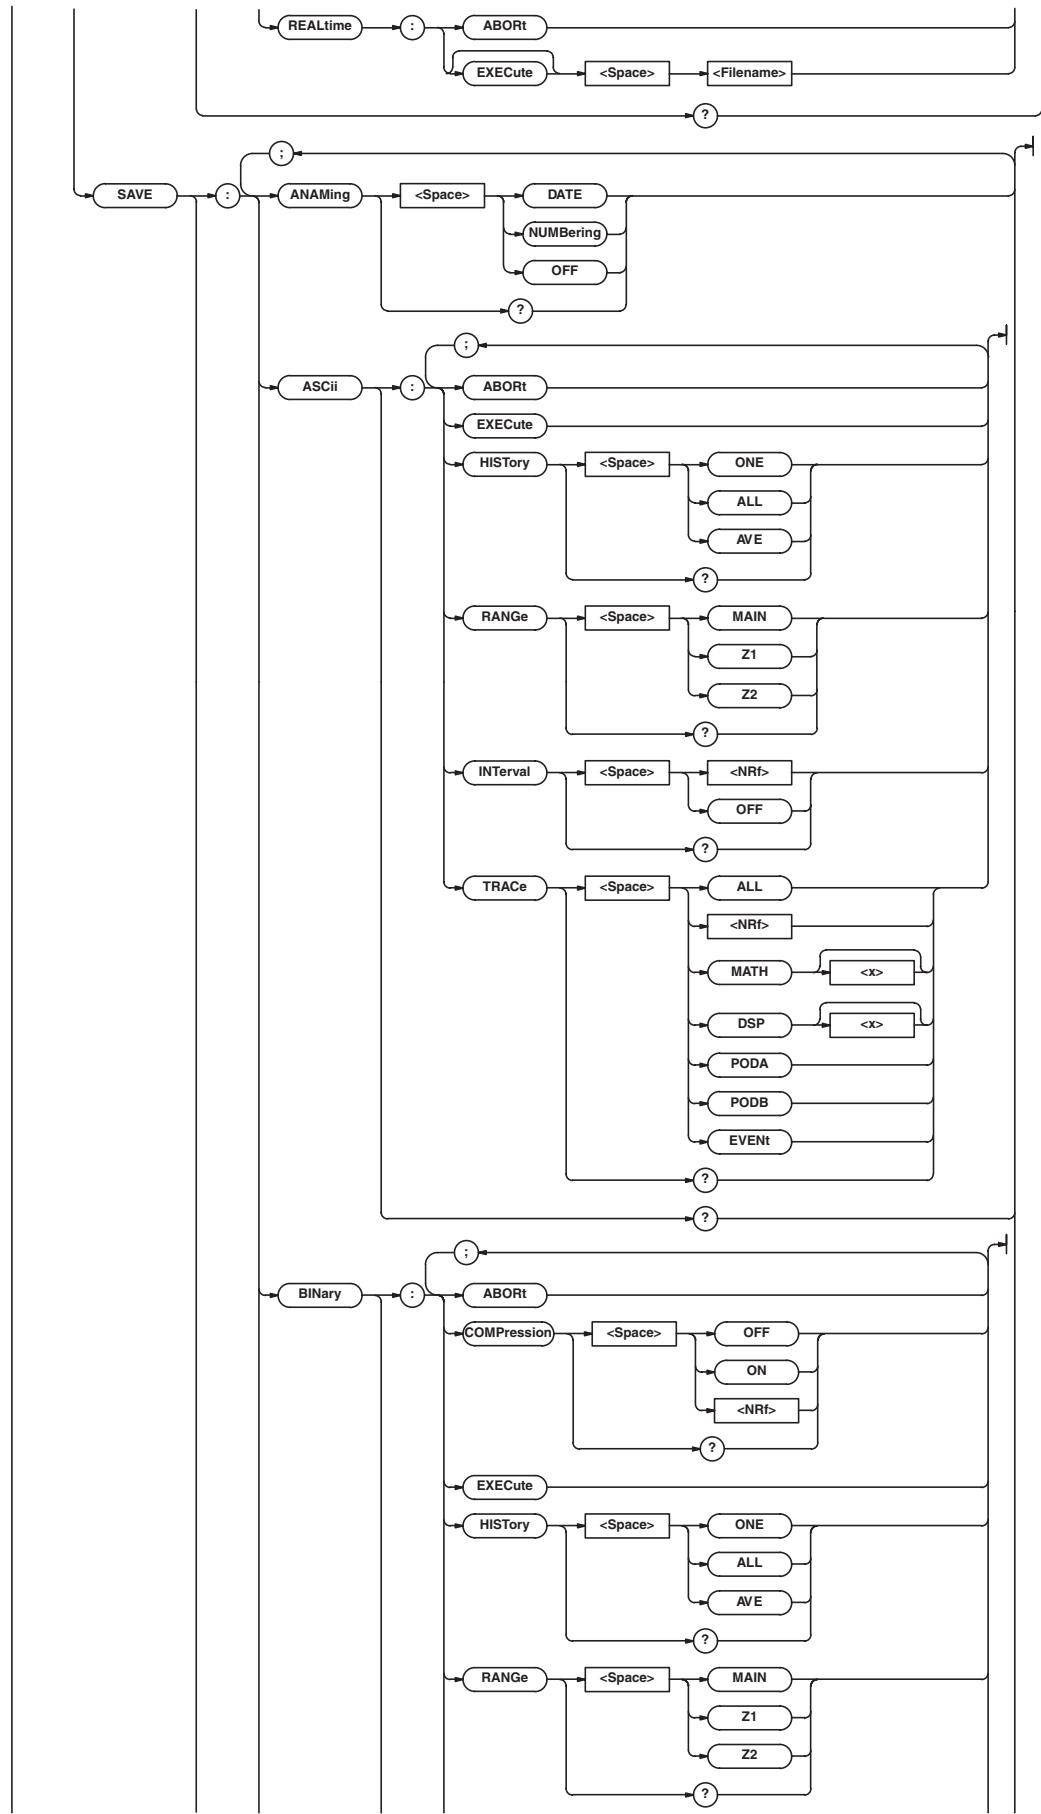 REALtime : ABORt
EXECute <Space> <Filename>
?
;
SAVE : ANAMing <Space> DATE
NUMBering
OFF
?
;
ASCii : ABORt
EXECute
HISTory <Space> ONE
ALL
AVE
?
RANGe <Space> MAIN
Z1
Z2
?
INTerval <Space> <NRf>
OFF
?
TRACe <Space> ALL
<NRf>
MATH <x>
DSP <x>
PODA
PODB
EVENt
?
?
;
BINary : ABORt
COMPression <Space> OFF
ON
<NRf>
?
EXECute
HISTory <Space> ONE
ALL
AVE
?
RANGe <Space> MAIN
Z1
Z2
?